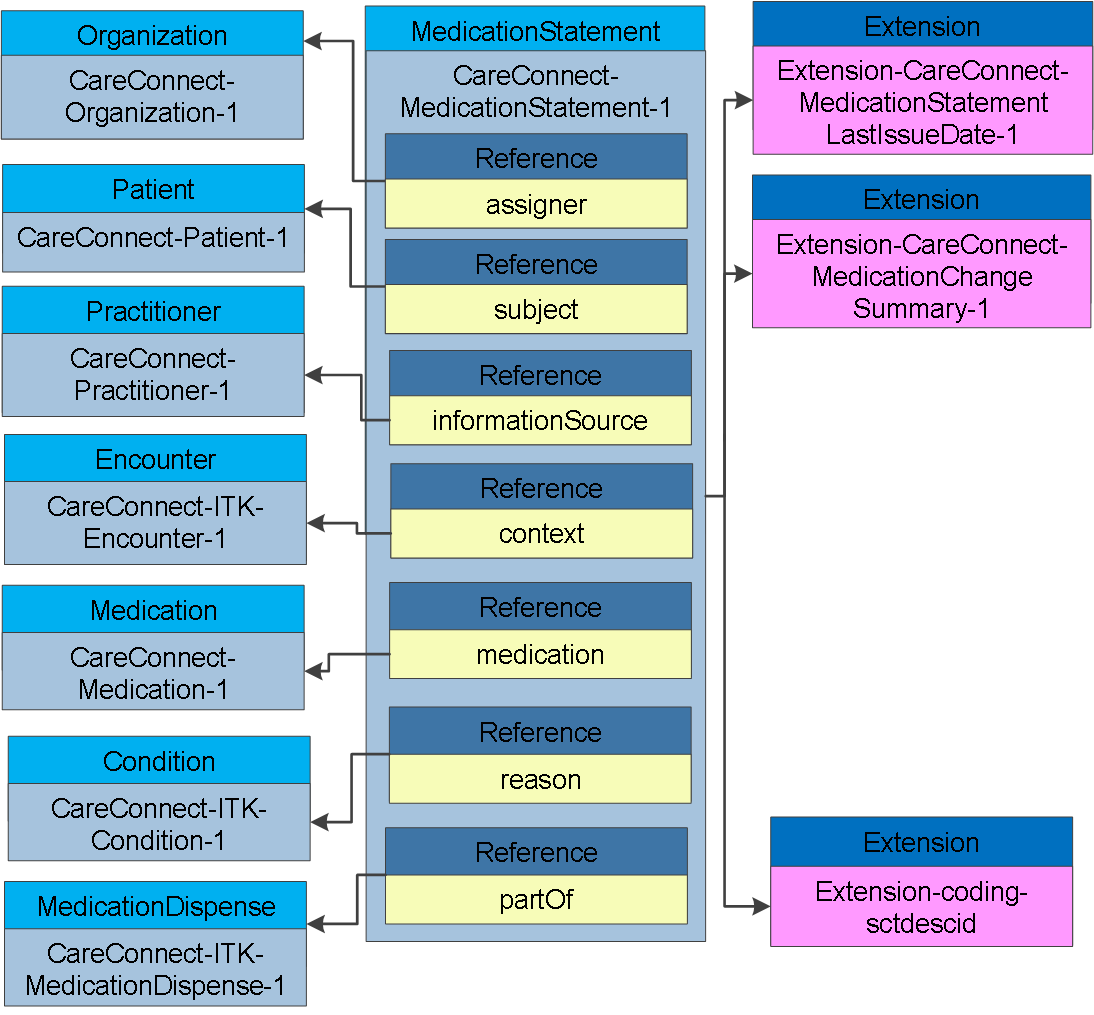 Organization
CareConnect-
Organization-1
Patient
CareConnect-Patient-1
Practitioner
CareConnect-
Practitioner-1
Encounter
CareConnect-ITK-
Encounter-1
Medication
CareConnect-
Medication-1
Condition
CareConnect-ITK-
Condition-1
MedicationDispense
CareConnect-ITK-
MedicationDispense-1
MedicationStatement
CareConnect-
MedicationStatement-1
Reference
assigner
Reference
subject
Reference
informationSource
Reference
context
Reference
medication
Reference
reason
Reference
partOf
Extension
Extension-CareConnect-
MedicationStatement
LastIssueDate-1
Extension
Extension-CareConnect-
MedicationChange
Summary-1
Extension
Extension-coding-
sctdescid